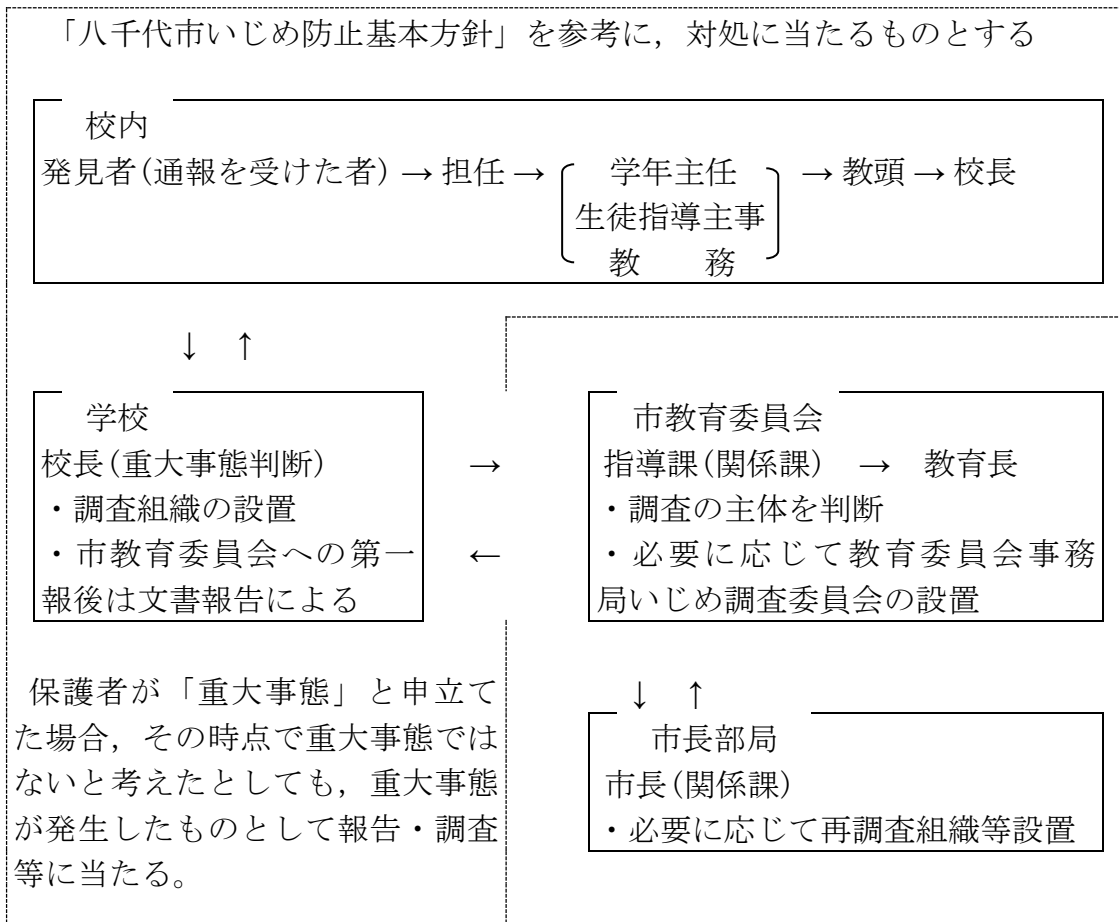 「八千代市いじめ防止基本方針」を参考に，対処に当たるものとする
校内
発見者(通報を受けた者) → 担任 → 学年主任 → 教頭 → 校長
生徒指導主事
教　　務
↓ ↑
学校
校長(重大事態判断)
・調査組織の設置
・市教育委員会への第一
報後は文書報告による
→
←
市教育委員会
指導課(関係課) → 教育長
・調査の主体を判断
・必要に応じて教育委員会事務
局いじめ調査委員会の設置
保護者が「重大事態」と申立て
た場合，その時点で重大事態では
ないと考えたとしても，重大事態
が発生したものとして報告・調査
等に当たる。
↓ ↑
市長部局
市長(関係課)
・必要に応じて再調査組織等設置